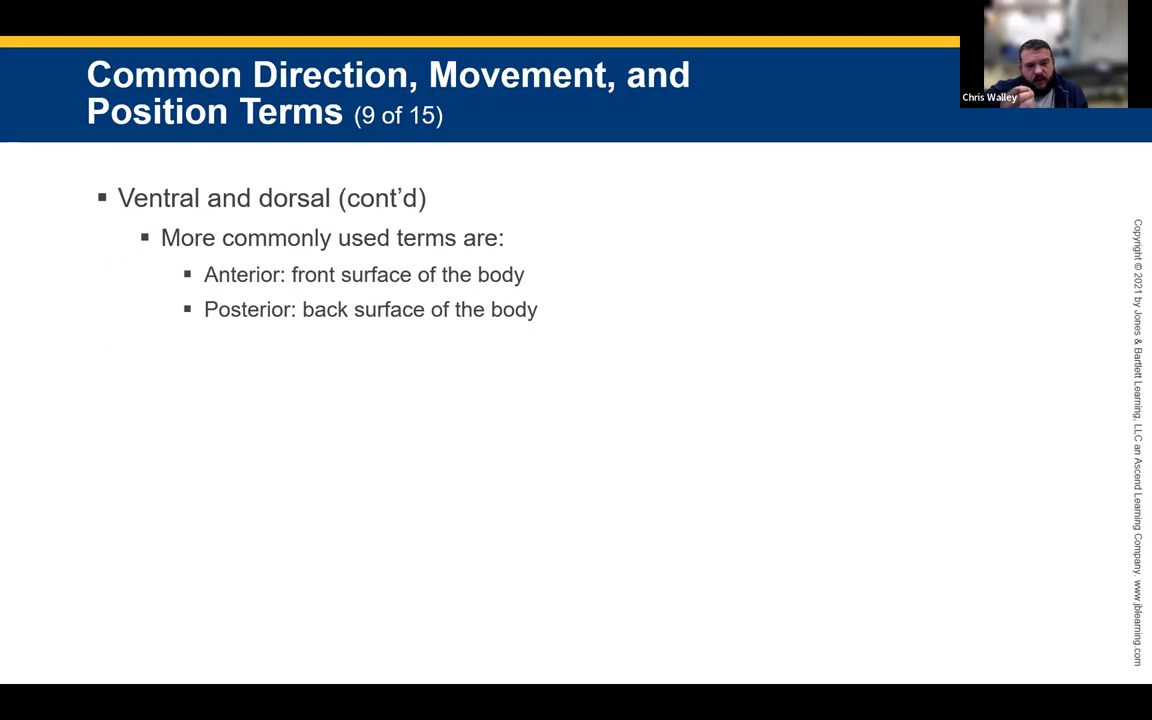 Common Direction, Movement, and
Position Terms (9 of 15)
Chris Walley
▪ Ventral and dorsal (cont’d)
▪ More commonly used terms are:
▪ Anterior: front surface of the body
▪ Posterior: back surface of the body
Copyright © 2021 by Jones & Bartlett Learning, LLC an Ascend Learning Company. www.jblearning.com